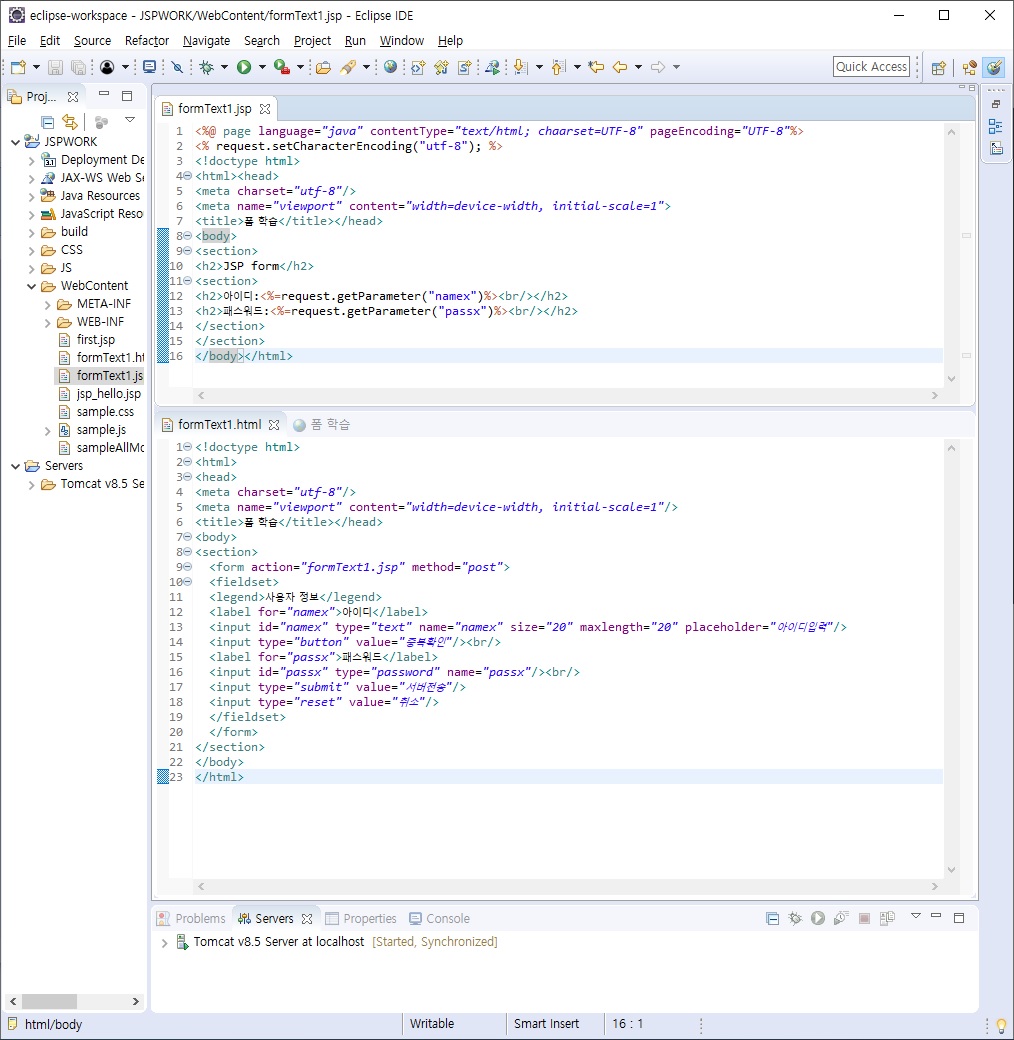 eclipse-workspace - JSPWORK/WebContent/formText1.jsp - Eclipse IDE
File Edit Source Refactor Navigate Search Project Run Window Help
Quick Access
Proj...
JSPWORK
Deployment De
JAX-WS Web Se
Java Resources
JavaScript Reso
build
CSS
JS
WebContent
META-INF
WEB-INF
first.jsp
formText1.ht
formText1.js
jsp_hello.jsp
sample.css
sample.js
sampleAllMo
Servers
Tomcat v8.5 Se
formText1.jsp
1 <%@ page language="java" contentType="text/html; chaarset=UTF-8" pageEncoding="UTF-8"%>
2 <% request.setCharacterEncoding("utf-8"); %>
3 <!doctype html>
4 <html><head>
5 <meta charset="utf-8"/>
6 <meta name="viewport" content="width=device-width, initial-scale=1">
7 <title>폼 학습</title></head>
8 <body>
9 <section>
10 <h2>JSP form</h2>
11 <section>
12 <h2>아이디:<%=request.getParameter("namex")%><br/></h2>
13 <h2>패스워드:<%=request.getParameter("passx")%><br/></h2>
14 </section>
15 </section>
16 </body></html>
formText1.html 폼 학습
1 <!doctype html>
2 <html>
3 <head>
4 <meta charset="utf-8"/>
5 <meta name="viewport" content="width=device-width, initial-scale=1"/>
6 <title>폼 학습</title></head>
7 <body>
8 <section>
9 <form action="formText1.jsp" method="post">
10 <fieldset>
11 <legend>사용자 정보</legend>
12 <label for="namex">아이디</label>
13 <input id="namex" type="text" name="namex" size="20" maxlength="20" placeholder="아이디입력"/>
14 <input type="button" value="중복확인"/><br/>
15 <label for="passx">패스워드</label>
16 <input id="passx" type="password" name="passx"/><br/>
17 <input type="submit" value="서버전송"/>
18 <input type="reset" value="취소"/>
19 </fieldset>
20 </form>
21 </section>
22 </body>
23 </html>
Problems Servers Properties Console
Tomcat v8.5 Server at localhost [Started, Synchronized]
html/body Writable Smart Insert 16 : 1